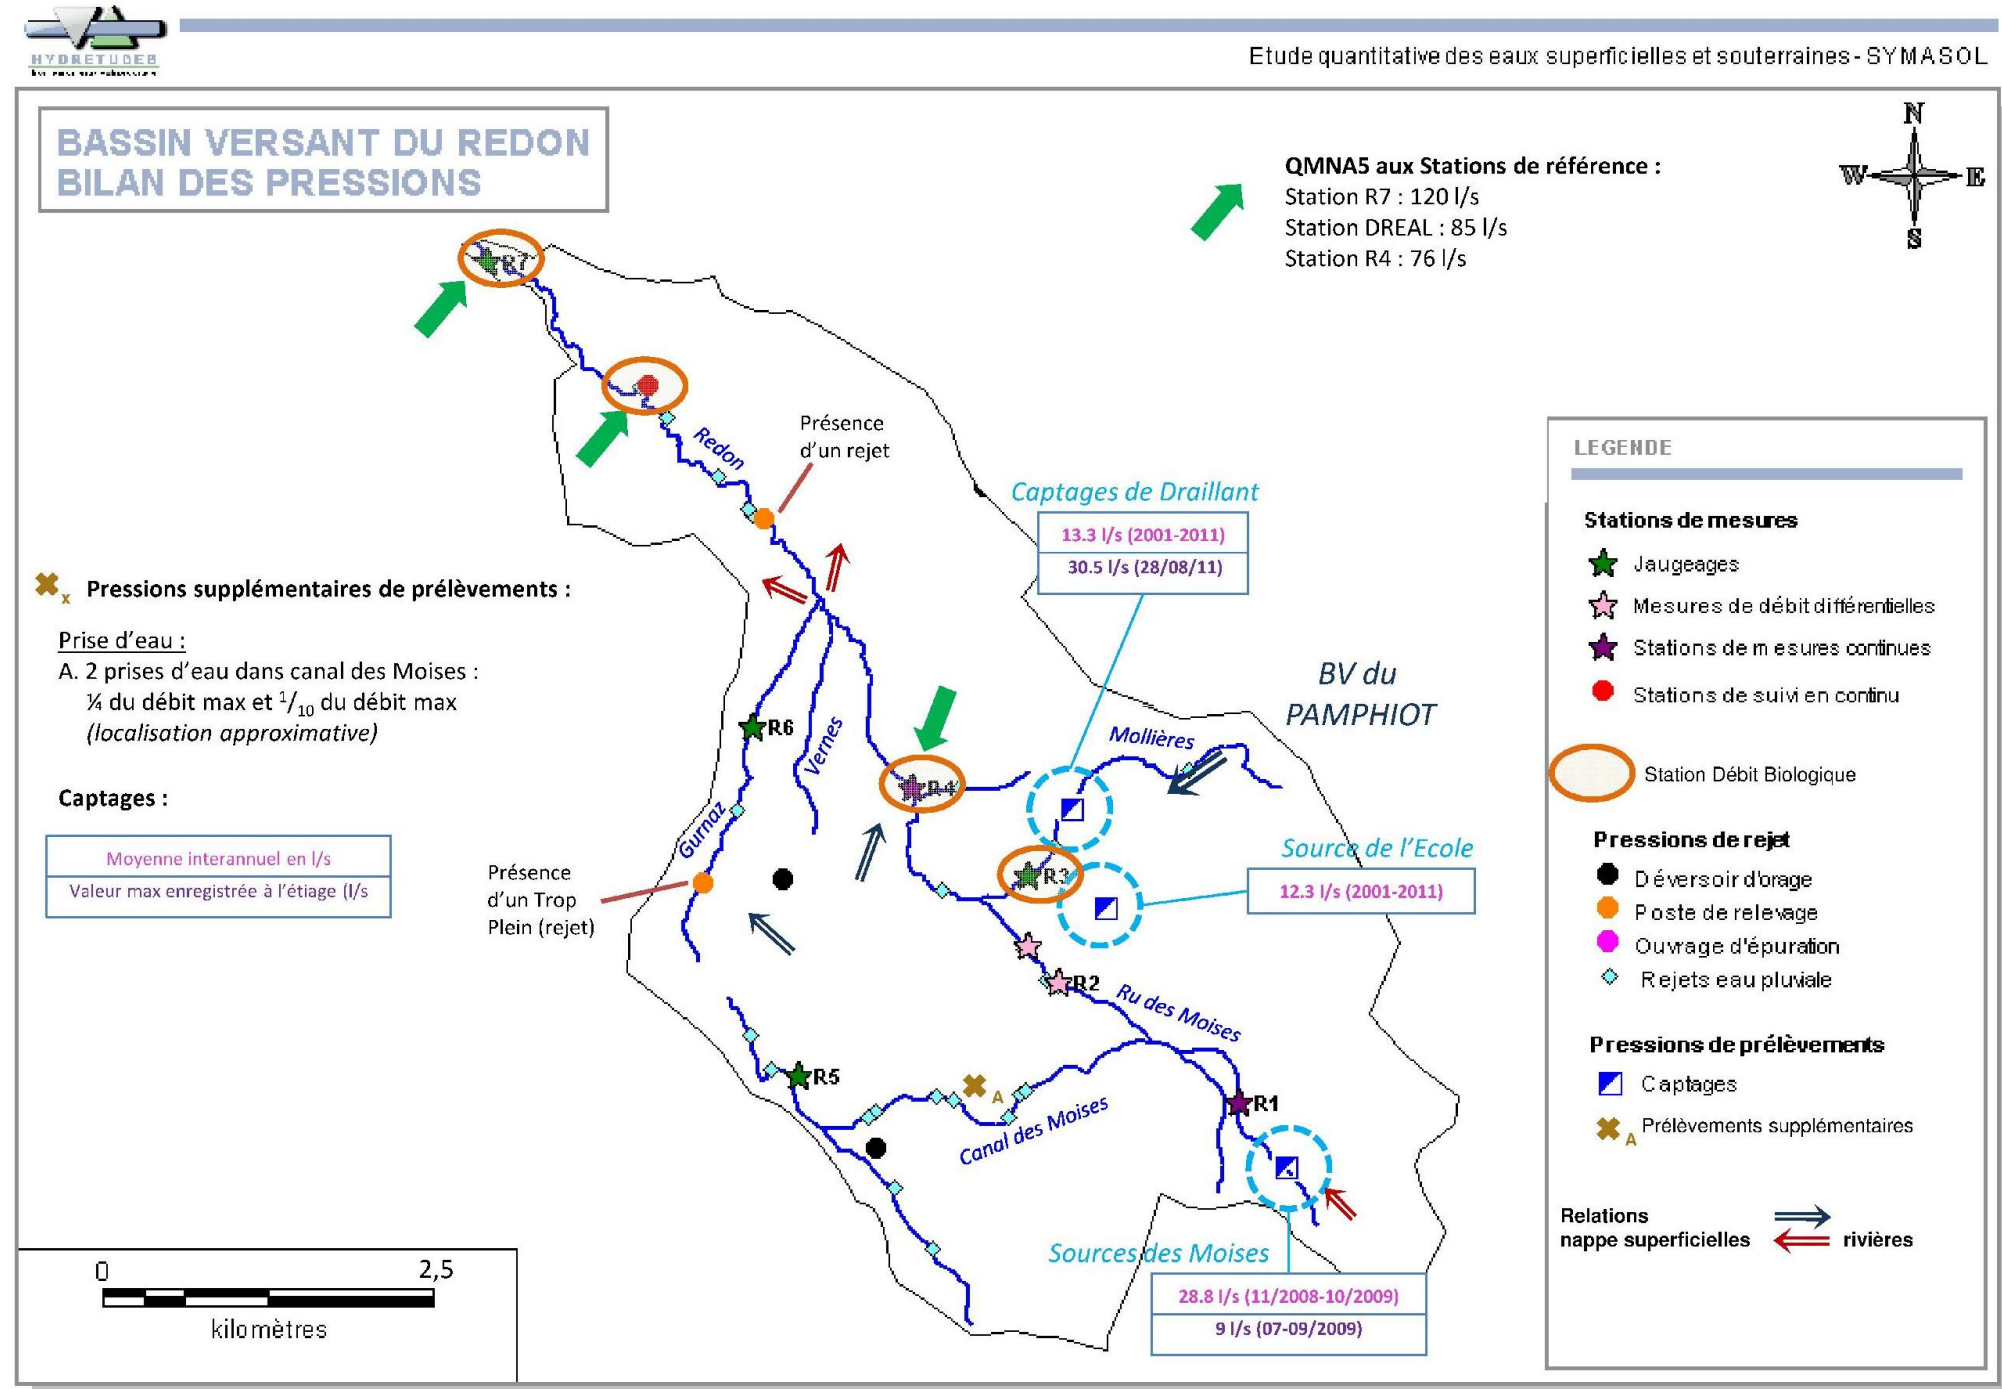 HYDRETUDES
Etude quantitative des eaux superficielles et souterraines - SYMASOL
BASSIN VERSANT DU REDON
BILAN DES PRESSIONS
QMNA5 aux Stations de référence :
Station R7 : 120 l/s
Station DREAL : 85 l/s
Station R4 : 76 l/s
N
W
E
S
R7
Redon
Présence
d'un rejet
Captages de Draillant
13.3 l/s (2001-2011)
30.5 l/s (28/08/11)
x Pressions supplémentaires de prélèvements :
Prise d'eau :
A. 2 prises d'eau dans canal des Moises :
¼ du débit max et 1/10 du débit max
(localisation approximative)
Captages :
Moyenne interannuel en l/s
Valeur max enregistrée à l'étiage (l/s
BV du
PAMPHIOT
Mollières
R6
Vernes
R4
Gurnaz
Source de l'Ecole
12.3 l/s (2001-2011)
R3
Présence
d'un Trop
Plein (rejet)
R2
Ru des Moises
R5
A
Canal des Moises
R1
Sources des Moises
28.8 l/s (11/2008-10/2009)
9 l/s (07-09/2009)
0
2,5
kilomètres
LEGENDE
Stations de mesures
Jaugeages
Mesures de débit différentielles
Stations de mesures continues
Stations de suivi en continu
Station Débit Biologique
Pressions de rejet
Déversoir d'orage
Poste de relevage
Ouvrage d'épuration
Rejets eau pluviale
Pressions de prélèvements
Captages
A Prélèvements supplémentaires
Relations
nappe superficielles
rivières